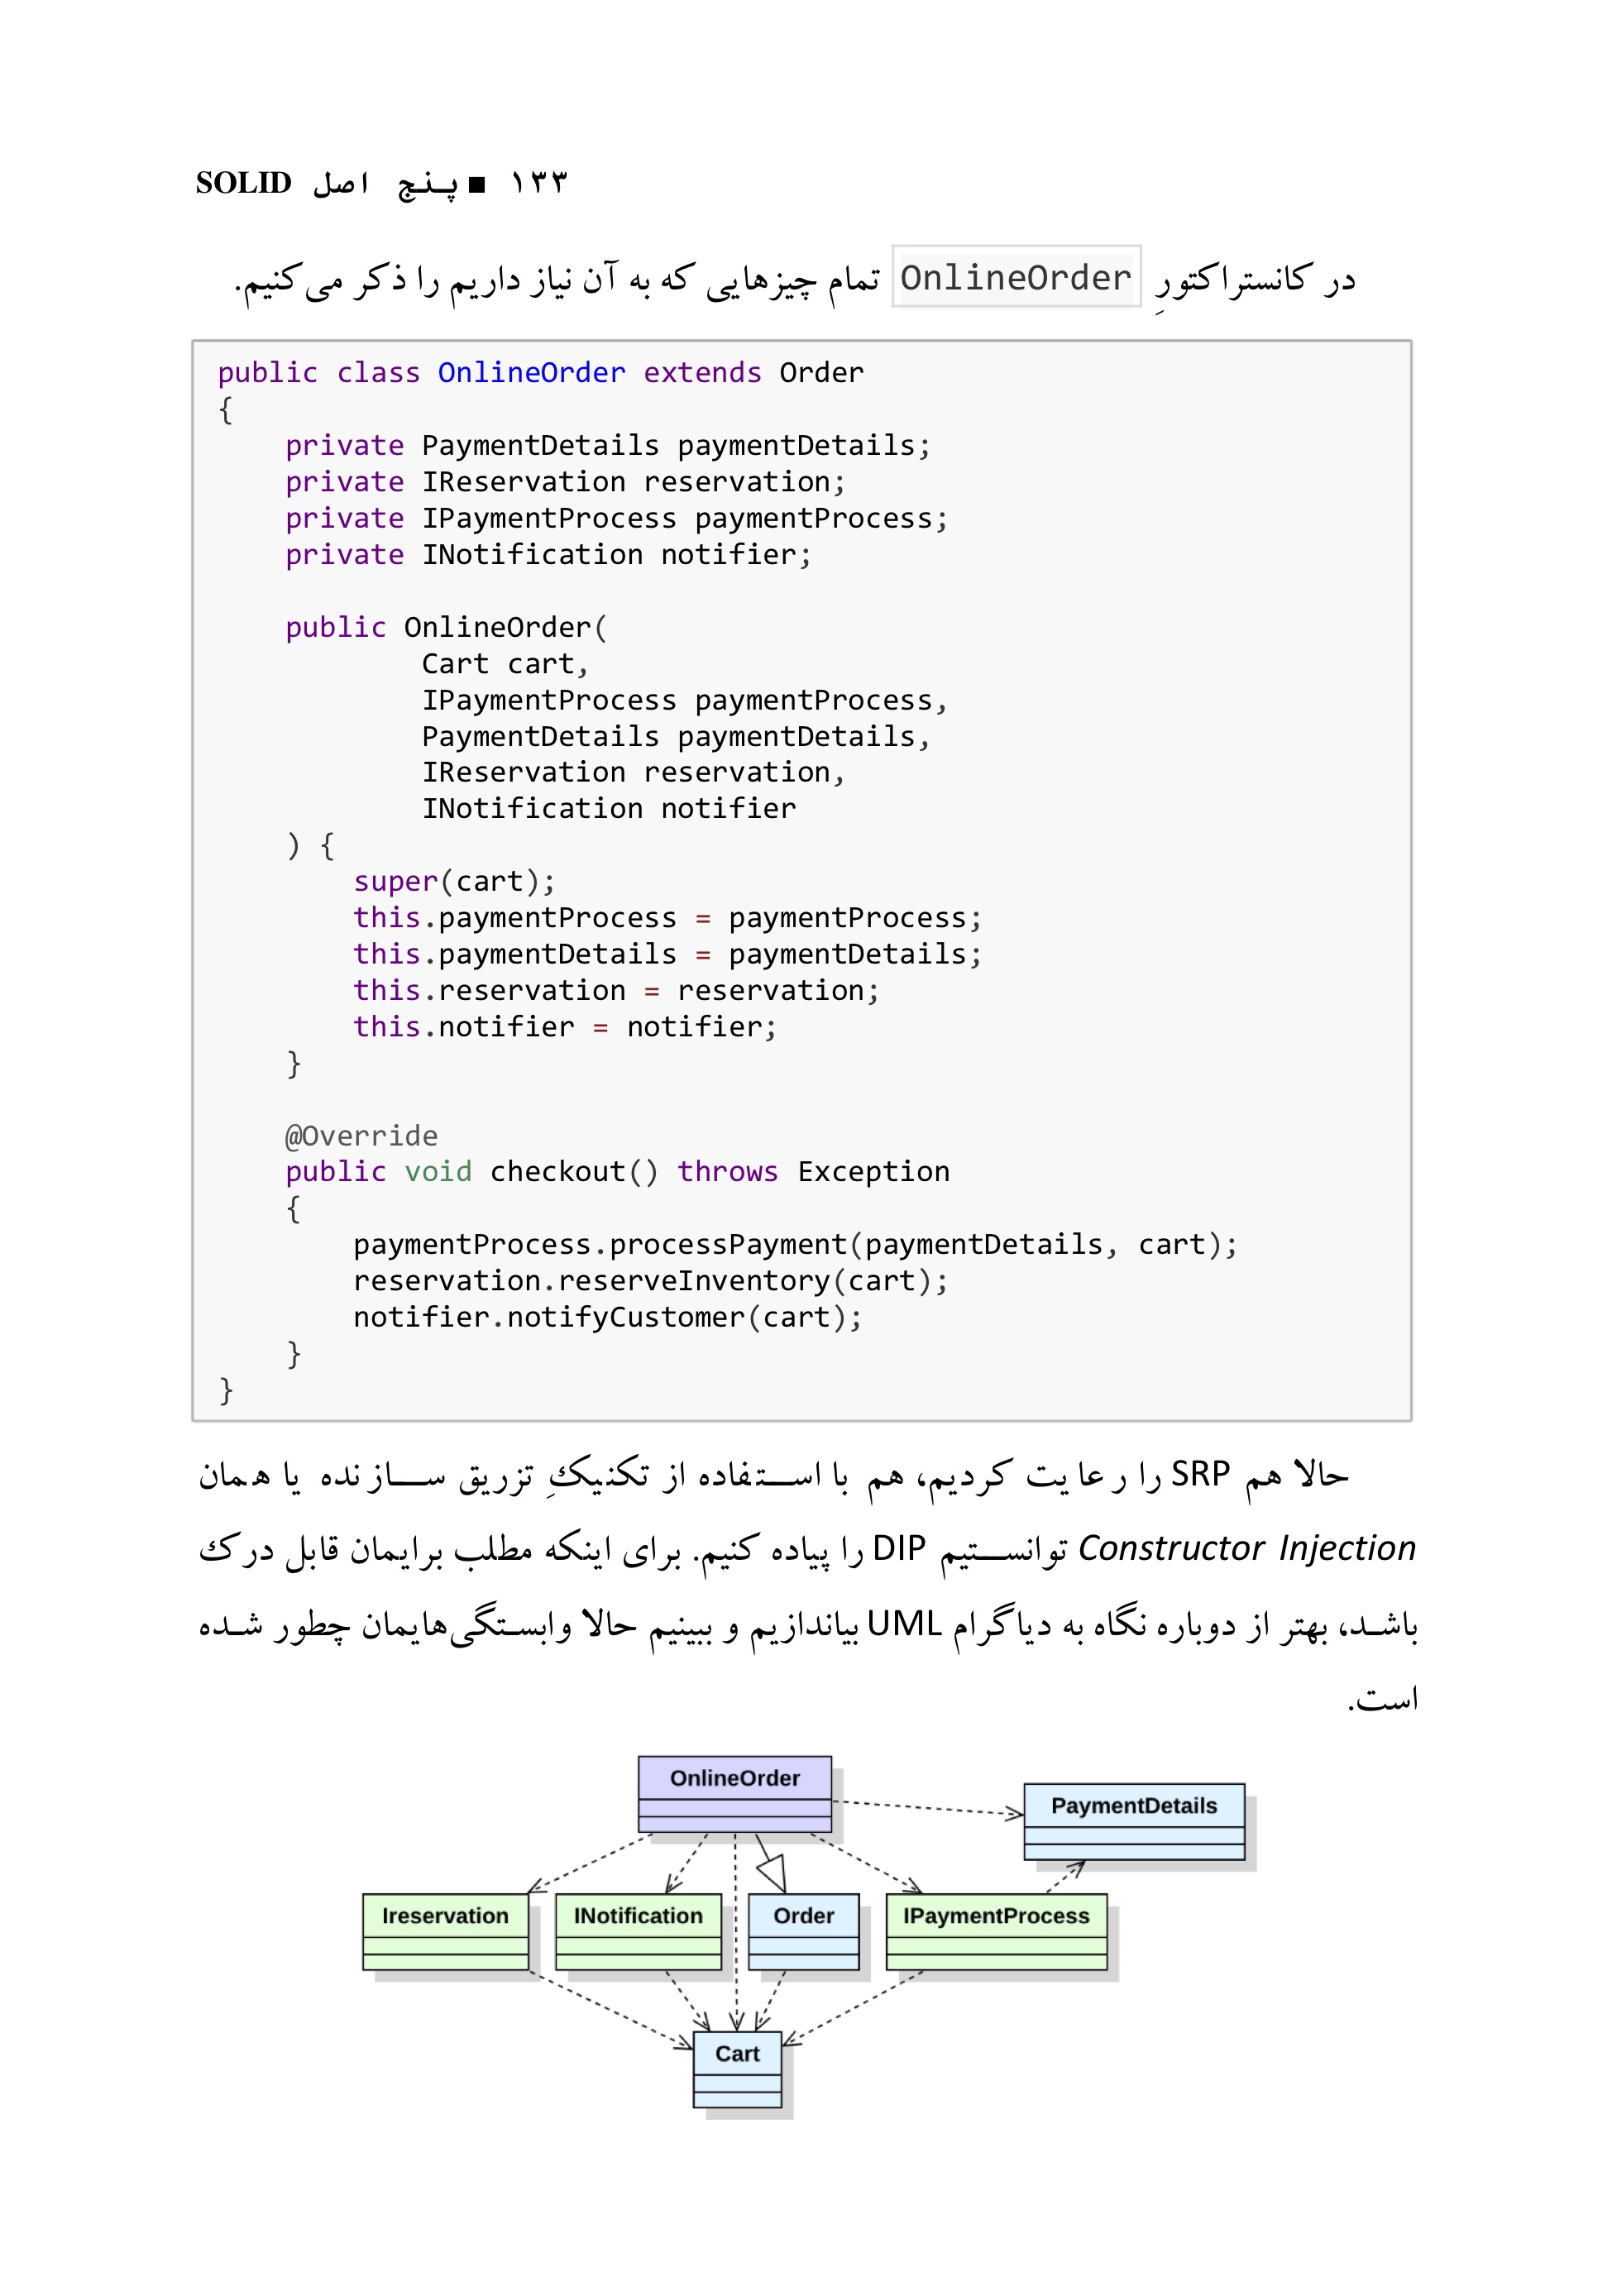 ۱۳۳ ■ پنج اصل SOLID
در کانستراکتورِ OnlineOrder تمام چیزهایی که به آن نیاز داریم را ذکر می‌کنیم.
public class OnlineOrder extends Order
{
    private PaymentDetails paymentDetails;
    private IReservation reservation;
    private IPaymentProcess paymentProcess;
    private INotification notifier;

    public OnlineOrder(
            Cart cart,
            IPaymentProcess paymentProcess,
            PaymentDetails paymentDetails,
            IReservation reservation,
            INotification notifier
    ) {
        super(cart);
        this.paymentProcess = paymentProcess;
        this.paymentDetails = paymentDetails;
        this.reservation = reservation;
        this.notifier = notifier;
    }

    @Override
    public void checkout() throws Exception
    {
        paymentProcess.processPayment(paymentDetails, cart);
        reservation.reserveInventory(cart);
        notifier.notifyCustomer(cart);
    }
}
حالا هم SRP را رعایت کردیم، هم با استفاده از تکنیکِ تزریق سازنده یا همان
Constructor Injection توانستیم DIP را پیاده کنیم. برای اینکه مطلب برایمان قابل درک
باشد، بهتر از دوباره نگاه به دیاگرام UML بیاندازیم و ببینیم حالا وابستگی‌هایمان چطور شده
است.
OnlineOrder
PaymentDetails
Ireservation
INotification
Order
IPaymentProcess
Cart